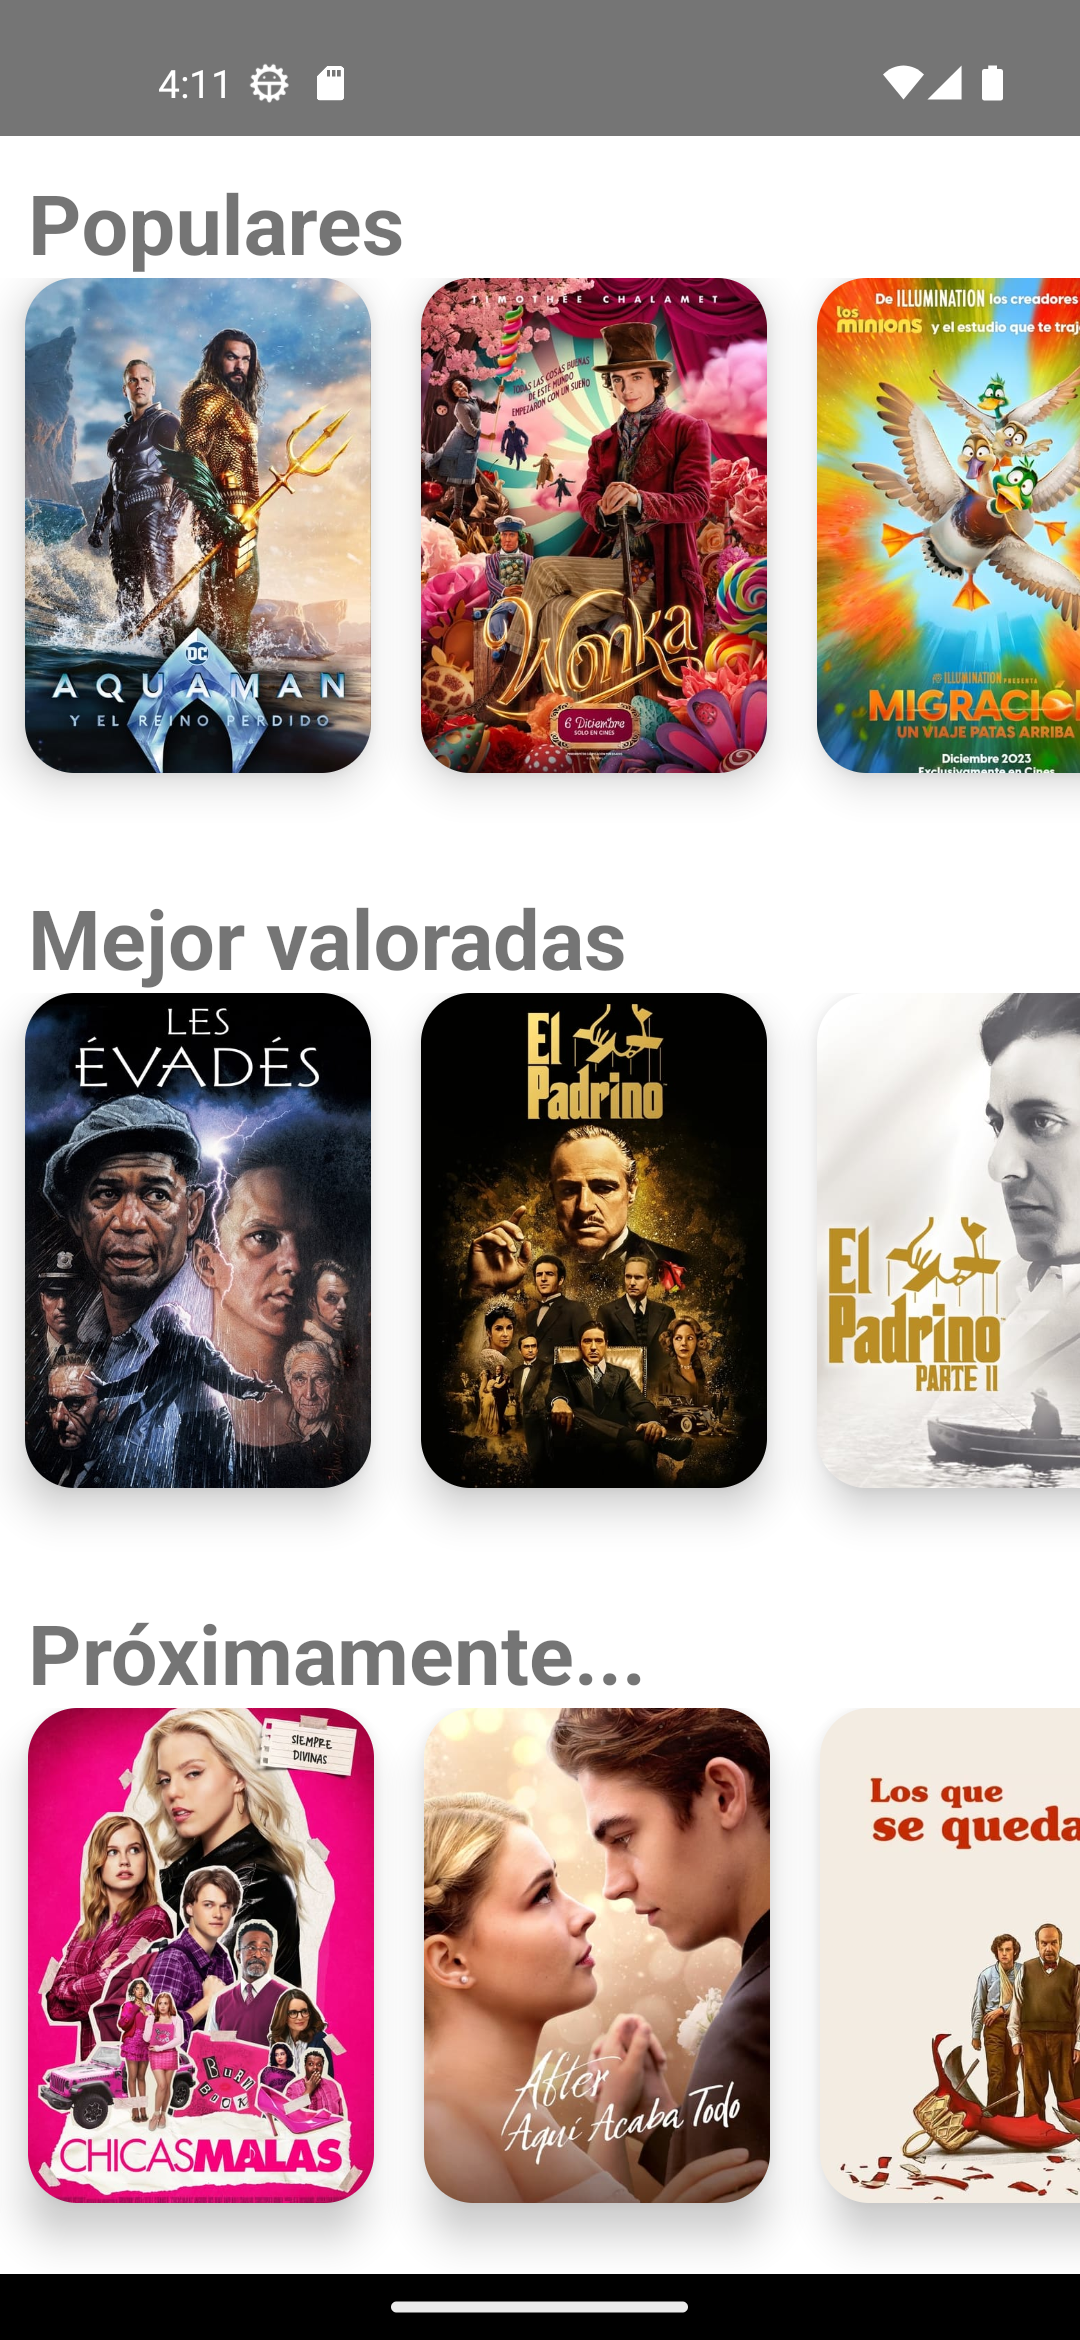 4:11
Populares
TIMOTHÉE CHALAMET
TODAS LAS COSAS BUENAS
DE ESTE MUNDO
EMPEZARON CON UN SUEÑO
Wonka
6 Diciembre
SOLO EN CINES
DC
AQUAMAN
Y EL REINO PERDIDO
De ILLUMINATION los creadores
los
minions y el estudio que te traj
ILLUMINATION PRESENTA
MIGRACIÓN
UN VIAJE PATAS ARRIBA
Diciembre 2023
Exclusivamente en Cines
Mejor valoradas
LES
ÉVADÉS
El
Padrino
El
Padrino
PARTE II
Próximamente...
SIEMPRE
DIVINAS
BURN
BOOK
CHICAS MALAS
After
Aquí Acaba Todo
Los que
se queda